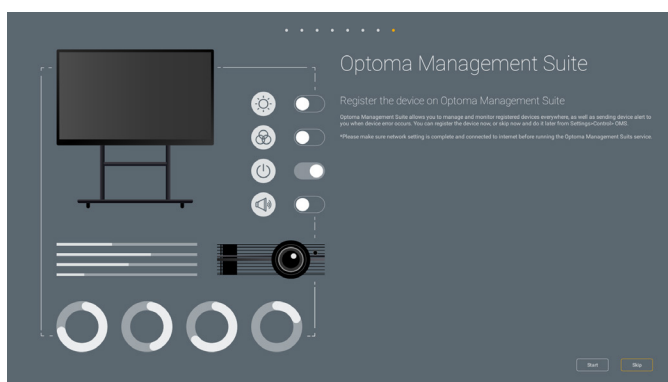 Optoma Management Suite
Register the device on Optoma Management Suite
Optoma Management Suite allows you to manage and monitor registered devices everywhere, as well as sending device alert to
you when device error occurs. You can register the device now, or skip now and do it later from Settings>Control> OMS.
*Please make sure network setting is complete and connected to internet before running the Optoma Management Suite service.
Start
Skip